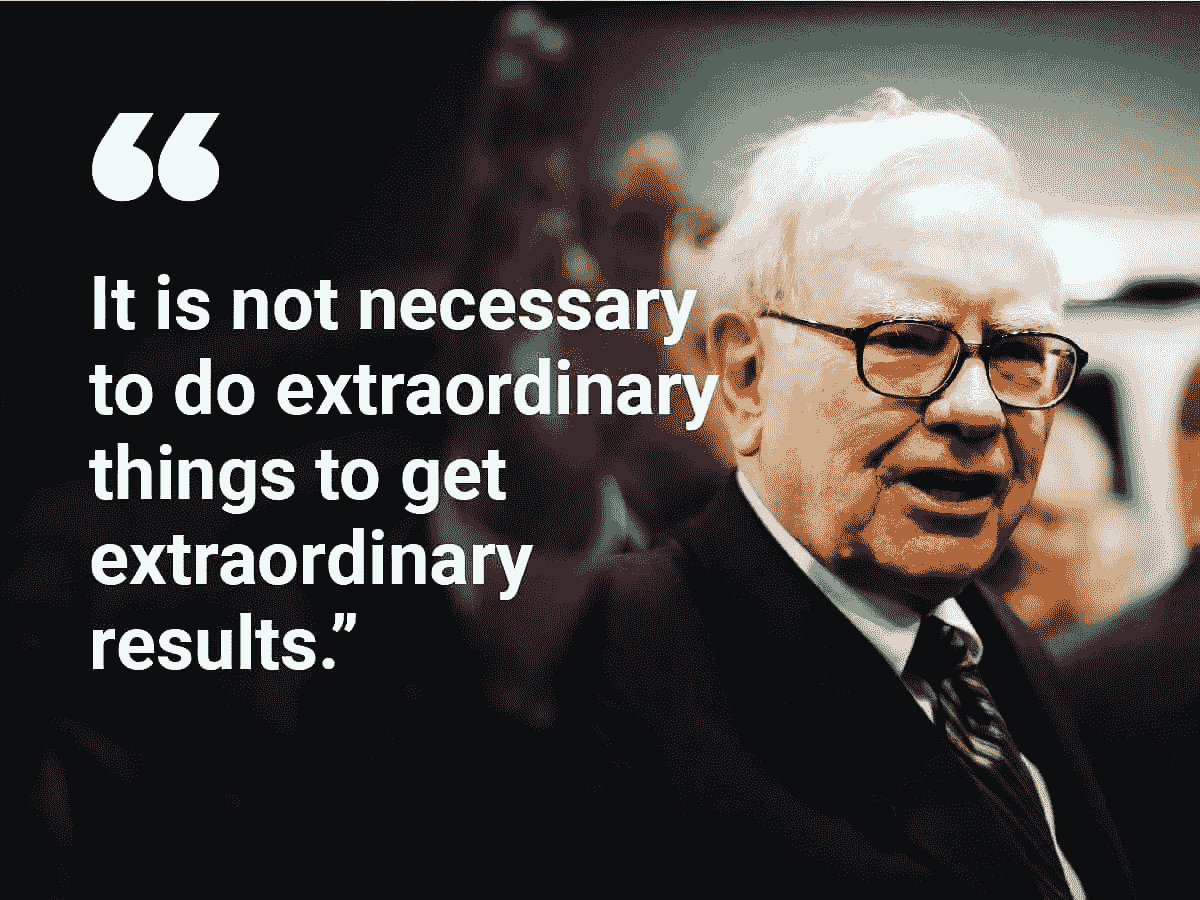 “
It is not necessary
to do extraordinary
things to get
extraordinary
results.”